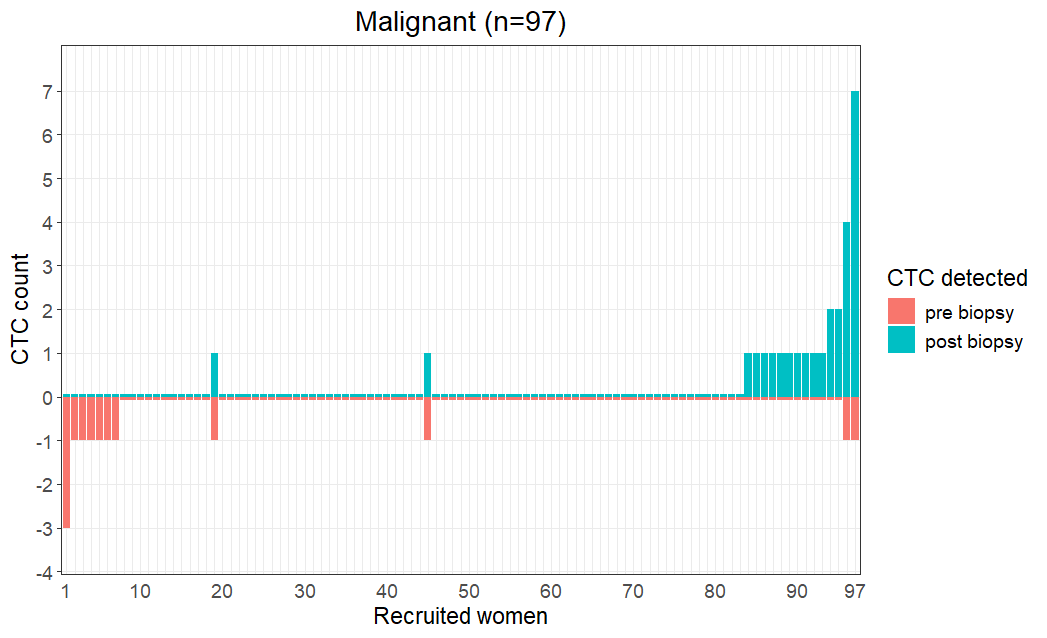 Malignant (n=97)
CTC count
7
6
5
4
3
2
1
0
-1
-2
-3
-4
1 10 20 30 40 50 60 70 80 90 97
Recruited women
CTC detected
pre biopsy
post biopsy